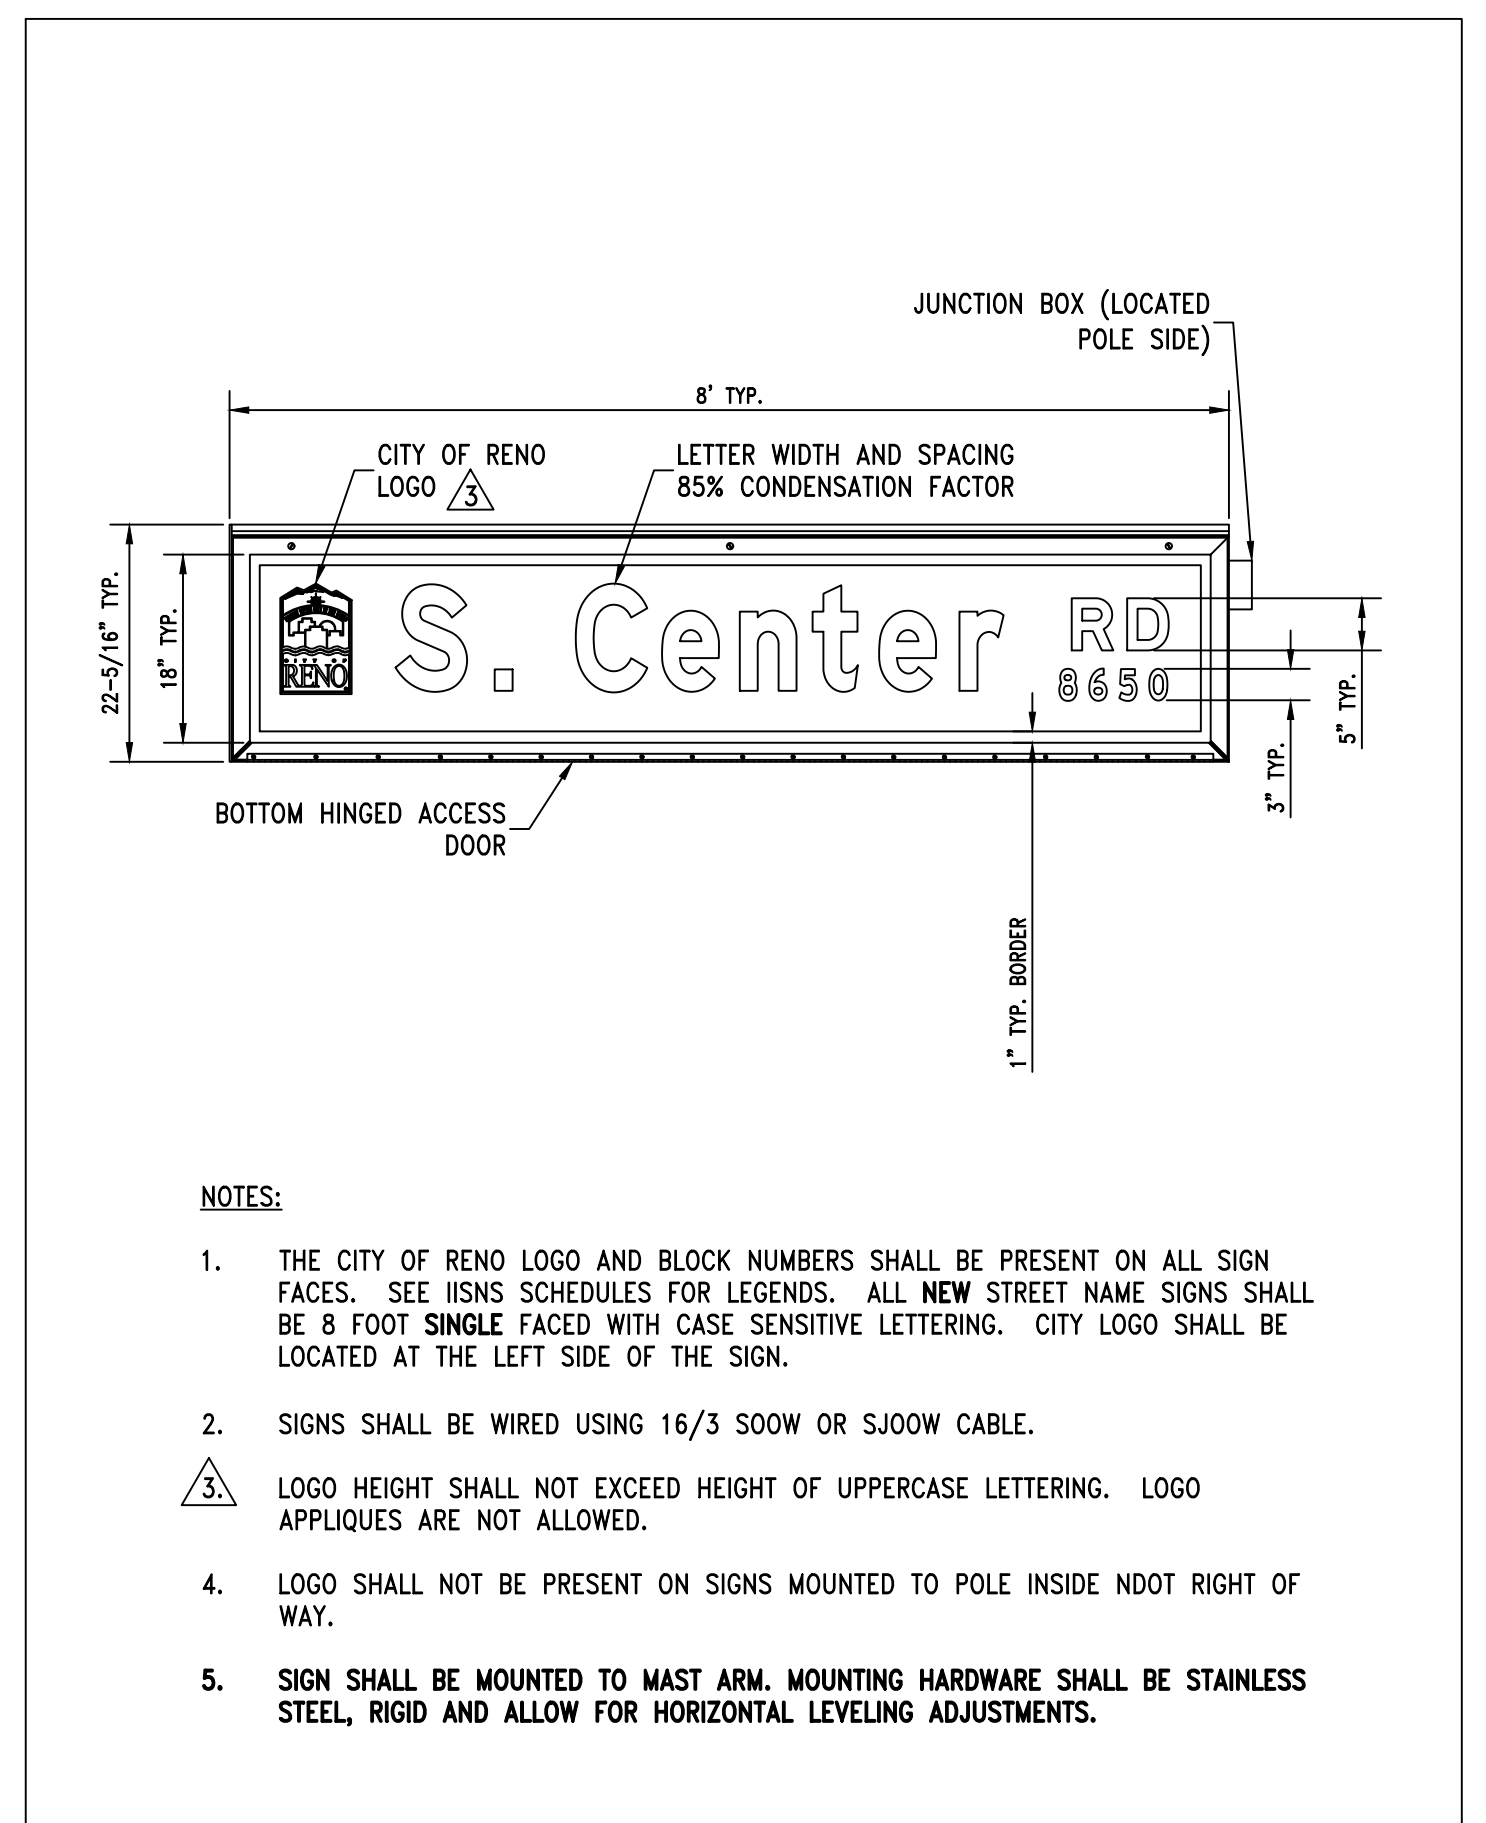 JUNCTION BOX (LOCATED
POLE SIDE)
8' TYP.
CITY OF RENO
LOGO 3
LETTER WIDTH AND SPACING
85% CONDENSATION FACTOR
22-5/16" TYP.
18" TYP.
CITY OF
RENO
S. Center
RD
8650
5" TYP.
3" TYP.
BOTTOM HINGED ACCESS
DOOR
1" TYP. BORDER
NOTES:
1. THE CITY OF RENO LOGO AND BLOCK NUMBERS SHALL BE PRESENT ON ALL SIGN
FACES. SEE IISNS SCHEDULES FOR LEGENDS. ALL NEW STREET NAME SIGNS SHALL
BE 8 FOOT SINGLE FACED WITH CASE SENSITIVE LETTERING. CITY LOGO SHALL BE
LOCATED AT THE LEFT SIDE OF THE SIGN.
2. SIGNS SHALL BE WIRED USING 16/3 SOOW OR SJOOW CABLE.
3. LOGO HEIGHT SHALL NOT EXCEED HEIGHT OF UPPERCASE LETTERING. LOGO
APPLIQUES ARE NOT ALLOWED.
4. LOGO SHALL NOT BE PRESENT ON SIGNS MOUNTED TO POLE INSIDE NDOT RIGHT OF
WAY.
5. SIGN SHALL BE MOUNTED TO MAST ARM. MOUNTING HARDWARE SHALL BE STAINLESS
STEEL, RIGID AND ALLOW FOR HORIZONTAL LEVELING ADJUSTMENTS.